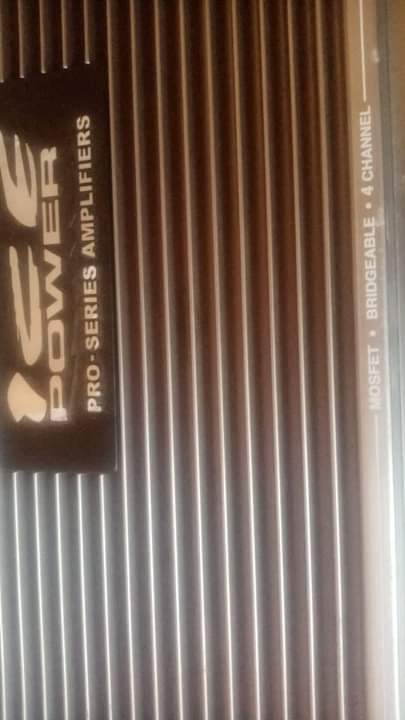 ICE
POWER
PRO-SERIES AMPLIFIERS
MOSFET • BRIDGEABLE • 4 CHANNEL